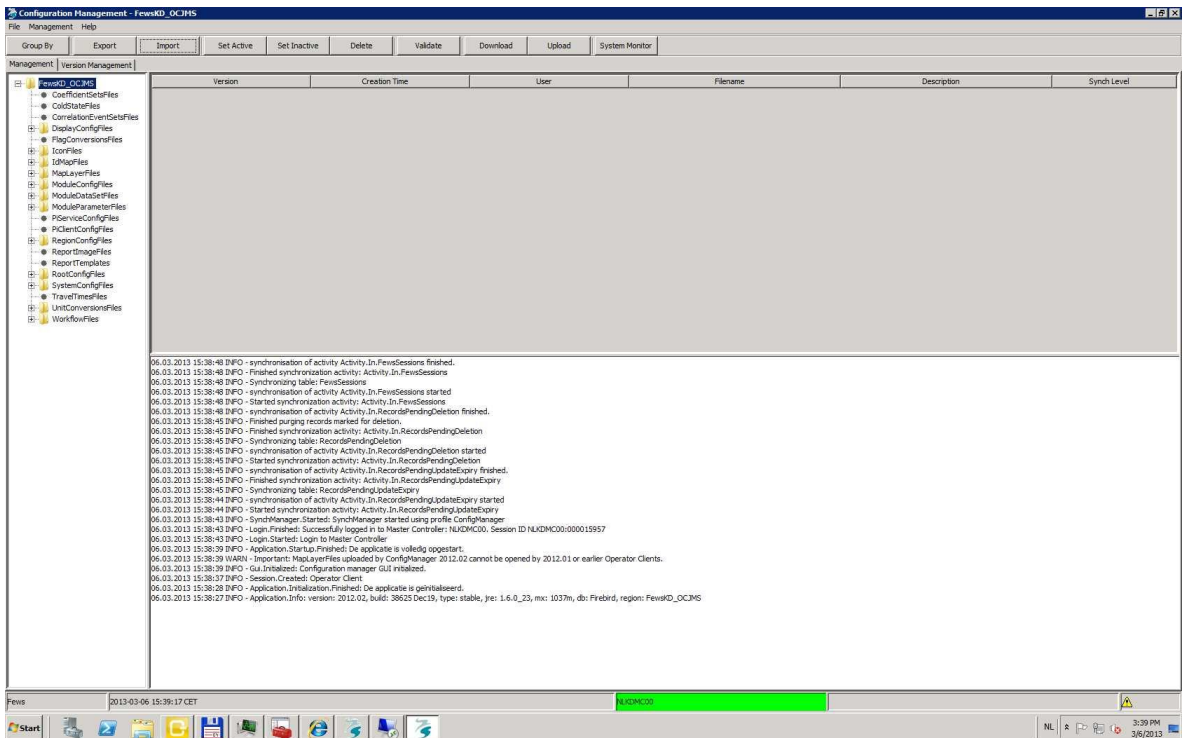 Configuration Management - FewsKD_OCJMS
File Management Help
Group By Export Import Set Active Set Inactive Delete Validate Download Upload System Monitor
Management Version Management
FewsKD_OCJMS
CoefficientSetsFiles
ColdStateFiles
CorrelationEventSetsFiles
DisplayConfigFiles
FlagConversionsFiles
IconFiles
IdMapFiles
MapLayerFiles
ModuleConfigFiles
ModuleDataSetFiles
ModuleParameterFiles
PiServiceConfigFiles
PiClientConfigFiles
RegionConfigFiles
ReportImageFiles
ReportTemplates
RootConfigFiles
SystemConfigFiles
TravelTimesFiles
UnitConversionsFiles
WorkflowFiles
Version Creation Time User Filename Description Synch Level
06.03.2013 15:38:48 INFO - synchronisation of activity Activity.In.FewsSessions finished.
06.03.2013 15:38:48 INFO - Finished synchronization activity: Activity.In.FewsSessions
06.03.2013 15:38:48 INFO - Synchronizing table: FewsSessions
06.03.2013 15:38:48 INFO - synchronisation of activity Activity.In.FewsSessions started
06.03.2013 15:38:48 INFO - Started synchronization activity: Activity.In.FewsSessions
06.03.2013 15:38:48 INFO - synchronisation of activity Activity.In.RecordsPendingDeletion finished.
06.03.2013 15:38:45 INFO - Finished purging records marked for deletion.
06.03.2013 15:38:45 INFO - Finished synchronization activity: Activity.In.RecordsPendingDeletion
06.03.2013 15:38:45 INFO - Synchronizing table: RecordsPendingDeletion
06.03.2013 15:38:45 INFO - synchronisation of activity Activity.In.RecordsPendingDeletion started
06.03.2013 15:38:45 INFO - Started synchronization activity: Activity.In.RecordsPendingDeletion
06.03.2013 15:38:45 INFO - synchronisation of activity Activity.In.RecordsPendingUpdateExpiry finished.
06.03.2013 15:38:45 INFO - Finished synchronization activity: Activity.In.RecordsPendingUpdateExpiry
06.03.2013 15:38:45 INFO - Synchronizing table: RecordsPendingUpdateExpiry
06.03.2013 15:38:44 INFO - synchronisation of activity Activity.In.RecordsPendingUpdateExpiry started
06.03.2013 15:38:44 INFO - Started synchronization activity: Activity.In.RecordsPendingUpdateExpiry
06.03.2013 15:38:43 INFO - SynchManager.Started: SynchManager started using profile ConfigManager
06.03.2013 15:38:43 INFO - Login.Finished: Successfully logged in to Master Controller: NLKDMC00. Session ID NLKDMC00:000015957
06.03.2013 15:38:43 INFO - Login.Started: Login to Master Controller
06.03.2013 15:38:39 INFO - Application.Startup.Finished: De applicatie is volledig opgestart.
06.03.2013 15:38:39 WARN - Important: MapLayerFiles uploaded by ConfigManager 2012.02 cannot be opened by 2012.01 or earlier Operator Clients.
06.03.2013 15:38:39 INFO - Gui.Initialized: Configuration manager GUI initialized.
06.03.2013 15:38:37 INFO - Session.Created: Operator Client
06.03.2013 15:38:28 INFO - Application.Initialization.Finished: De applicatie is geïnitialiseerd.
06.03.2013 15:38:27 INFO - Application.Info: version: 2012.02, build: 38625 Dec19, type: stable, jre: 1.6.0_23, mx: 1037m, db: Firebird, region: FewsKD_OCJMS
Fews 2013-03-06 15:39:17 CET NLKDMC00
Start NL 3:39 PM
3/6/2013